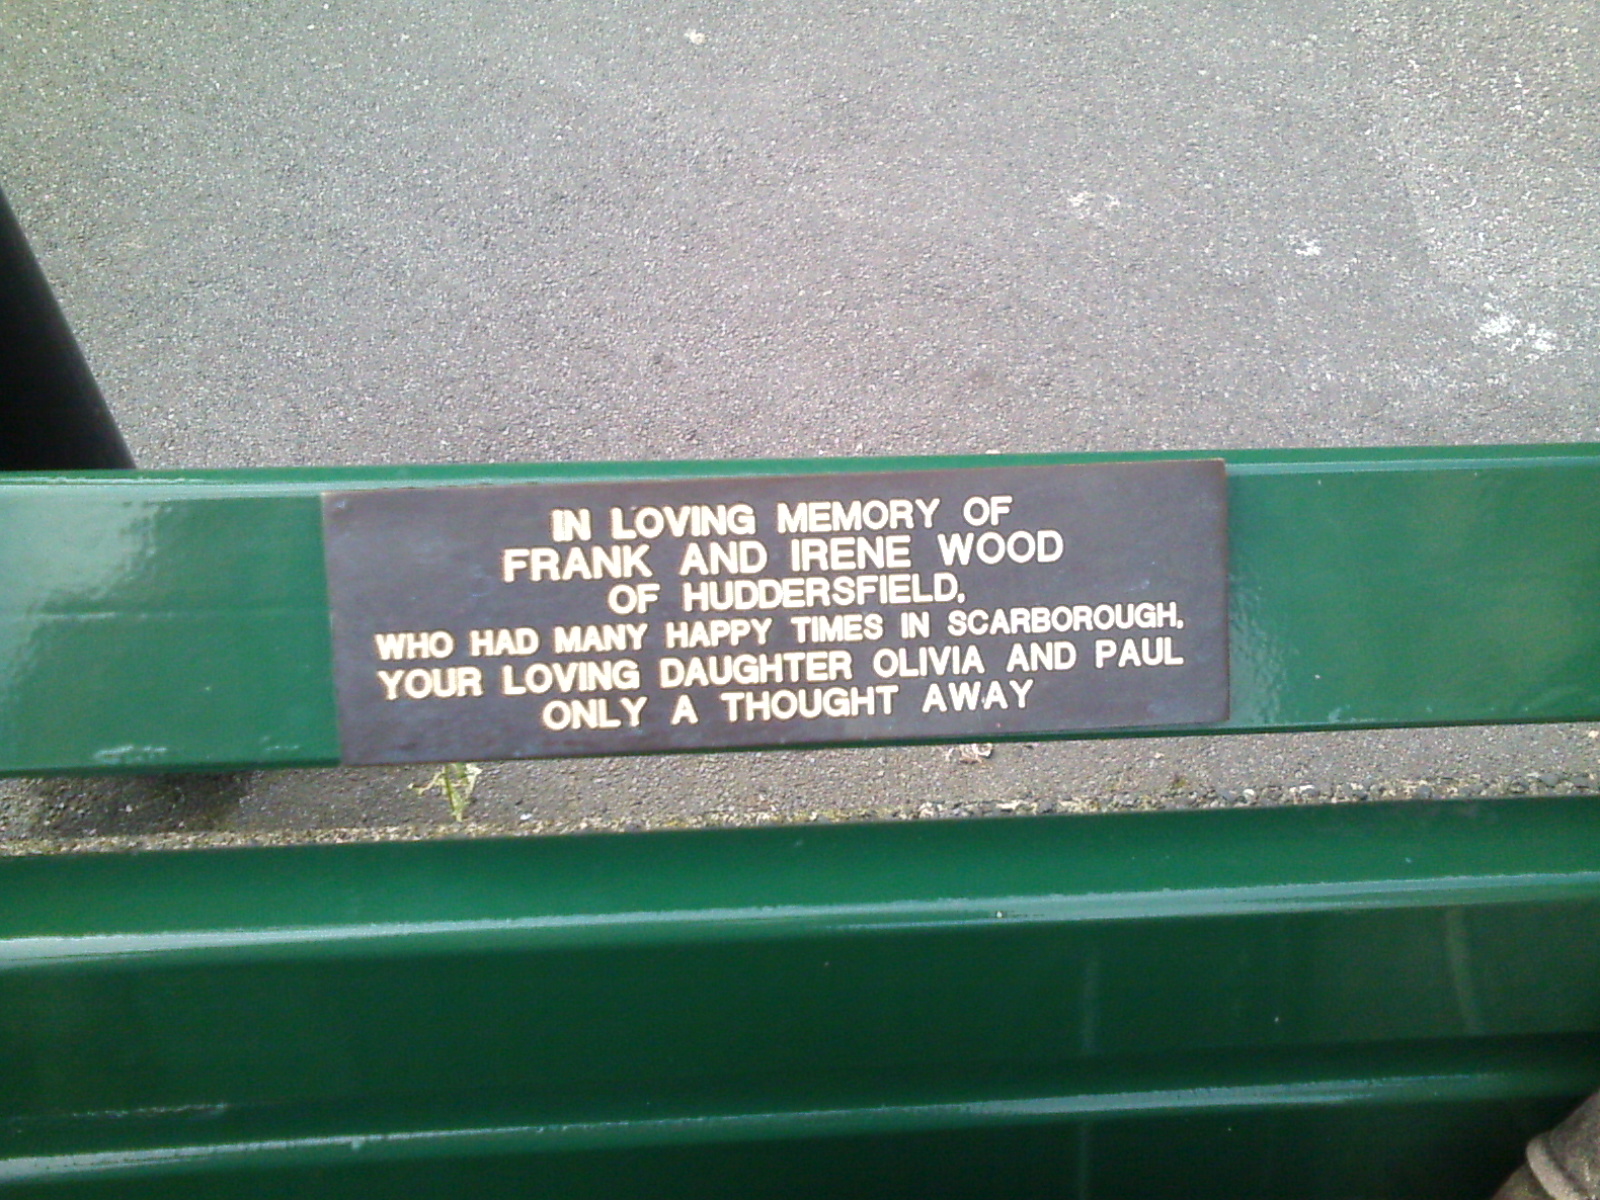 IN LOVING MEMORY OF
FRANK AND IRENE WOOD
OF HUDDERSFIELD.
WHO HAD MANY HAPPY TIMES IN SCARBOROUGH.
YOUR LOVING DAUGHTER OLIVIA AND PAUL
ONLY A THOUGHT AWAY